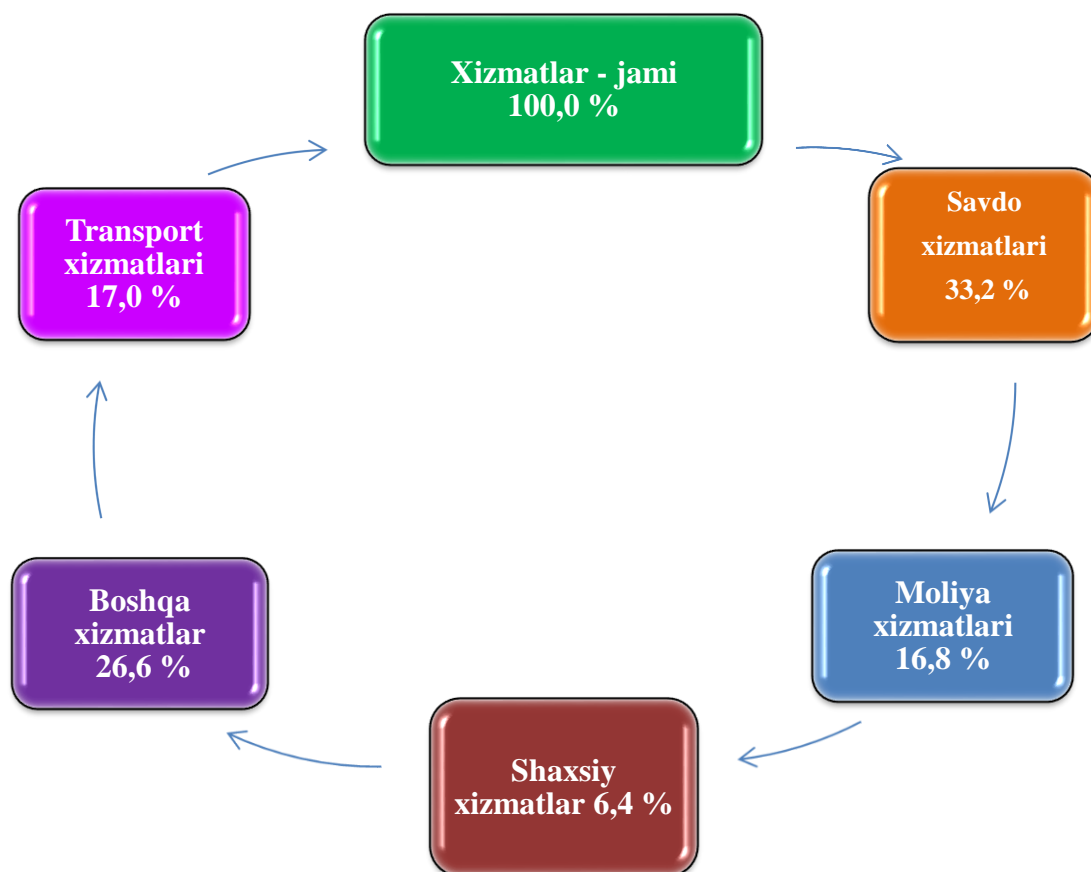 Xizmatlar - jami
100,0 %
Savdo
xizmatlari
33,2 %
Moliya
xizmatlari
16,8 %
Shaxsiy
xizmatlar 6,4 %
Boshqa
xizmatlar
26,6 %
Transport
xizmatlari
17,0 %